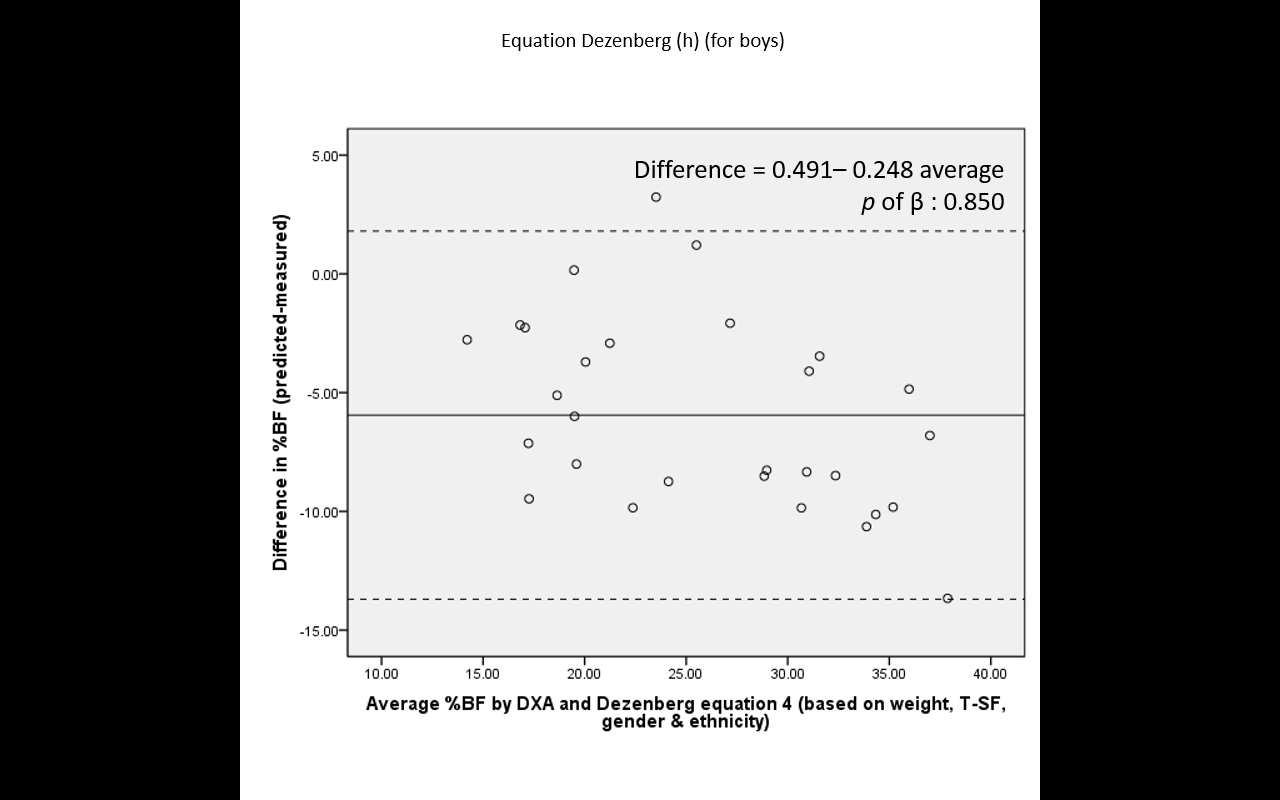 Equation Dezenberg (h) (for boys)
Difference = 0.491– 0.248 average
p of β : 0.850
Difference in %BF (predicted-measured)
5.00
0.00
-5.00
-10.00
-15.00
10.00 15.00 20.00 25.00 30.00 35.00 40.00
Average %BF by DXA and Dezenberg equation 4 (based on weight, T-SF,
gender & ethnicity)